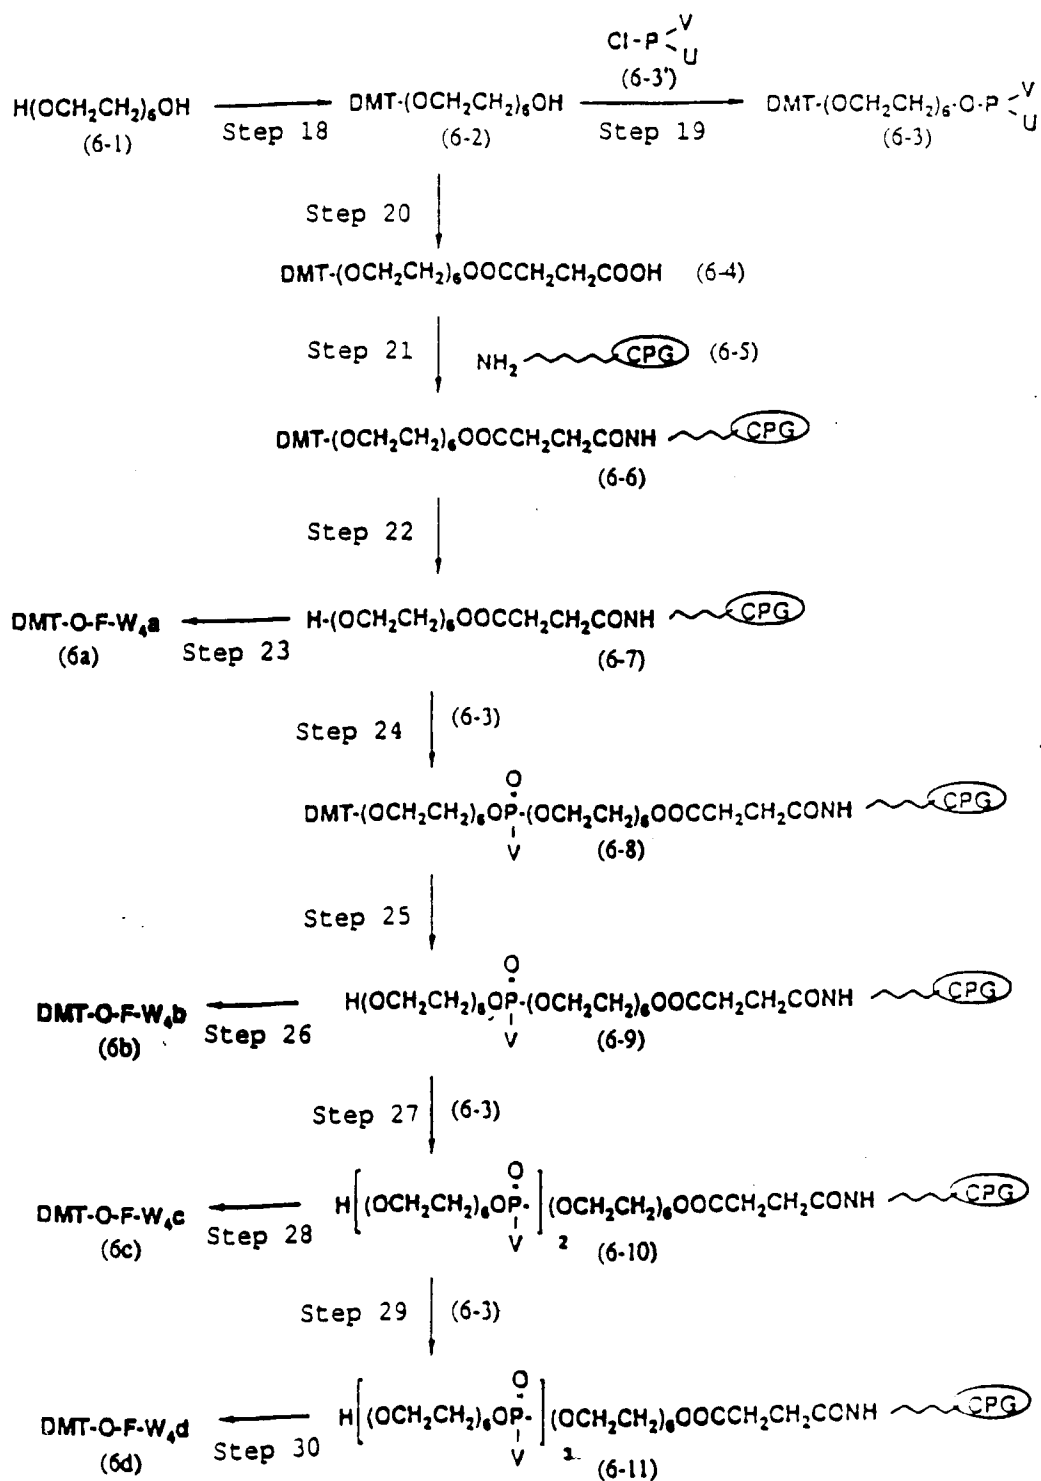 Cl-P V U
(6-3')
H(OCH2CH2)6OH
(6-1)
Step 18
DMT-(OCH2CH2)6OH
(6-2)
Step 19
DMT-(OCH2CH2)6-O-P V U
(6-3)
Step 20
DMT-(OCH2CH2)6OOCCH2CH2COOH (6-4)
Step 21
NH2 CPG (6-5)
DMT-(OCH2CH2)6OOCCH2CH2CONH CPG
(6-6)
Step 22
DMT-O-F-W4a
(6a)
Step 23
H-(OCH2CH2)6OOCCH2CH2CONH CPG
(6-7)
Step 24 (6-3)
O
DMT-(OCH2CH2)6OP-(OCH2CH2)6OOCCH2CH2CONH CPG
V (6-8)
Step 25
O
DMT-O-F-W4b
(6b)
Step 26
H(OCH2CH2)6OP-(OCH2CH2)6OOCCH2CH2CONH CPG
V (6-9)
Step 27 (6-3)
O
DMT-O-F-W4c
(6c)
Step 28
H[(OCH2CH2)6OP-]2(OCH2CH2)6OOCCH2CH2CONH CPG
V (6-10)
Step 29 (6-3)
O
DMT-O-F-W4d
(6d)
Step 30
H[(OCH2CH2)6OP-]3(OCH2CH2)6OOCCH2CH2CONH CPG
V (6-11)